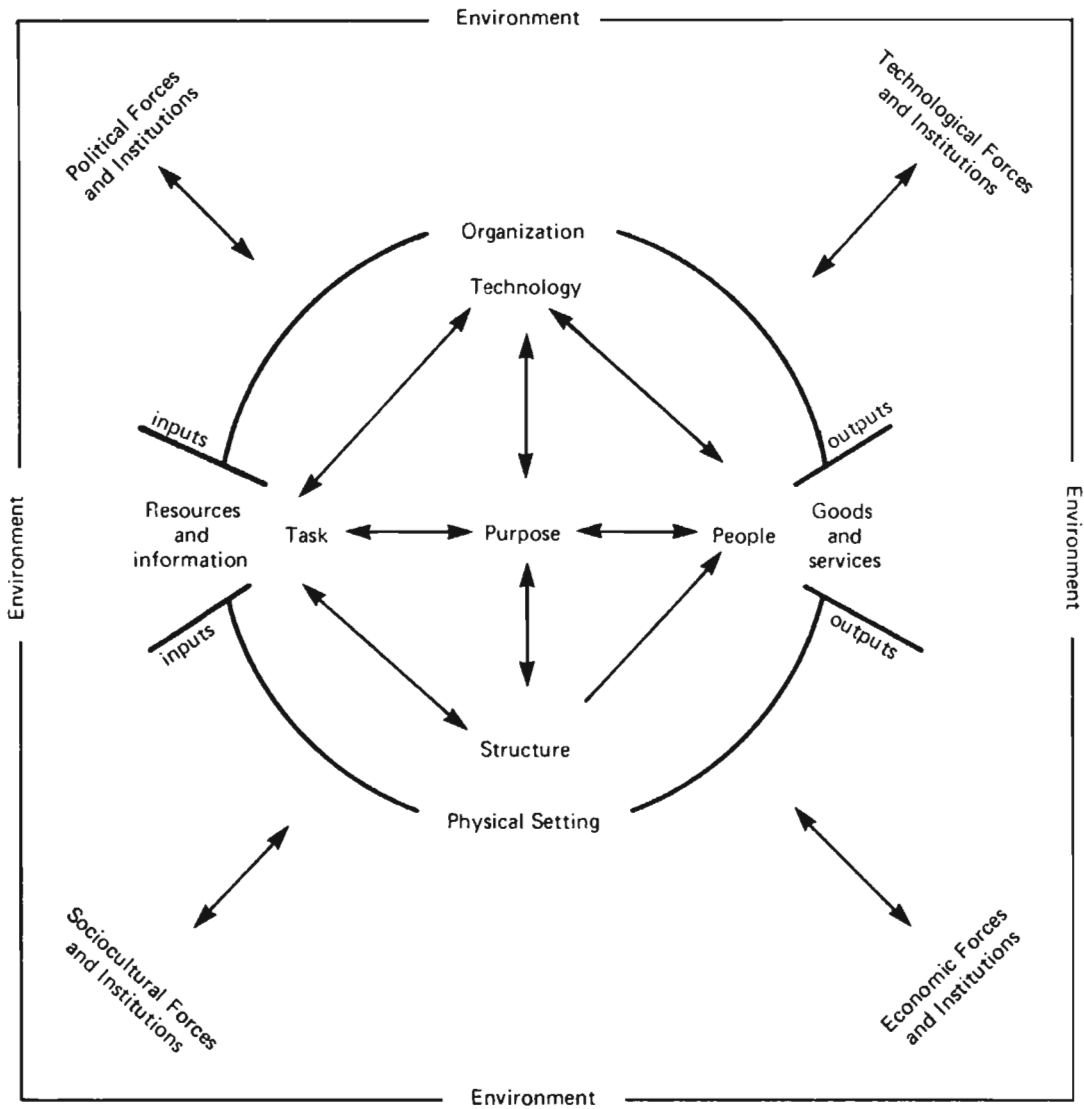 Environment
Political Forces
and Institutions
Technological Forces
and Institutions
Organization
Technology
inputs
outputs
Environment
Resources
and
information
Task
Purpose
People
Goods
and
services
Environment
inputs
outputs
Structure
Physical Setting
Sociocultural Forces
and Institutions
Economic Forces
and Institutions
Environment